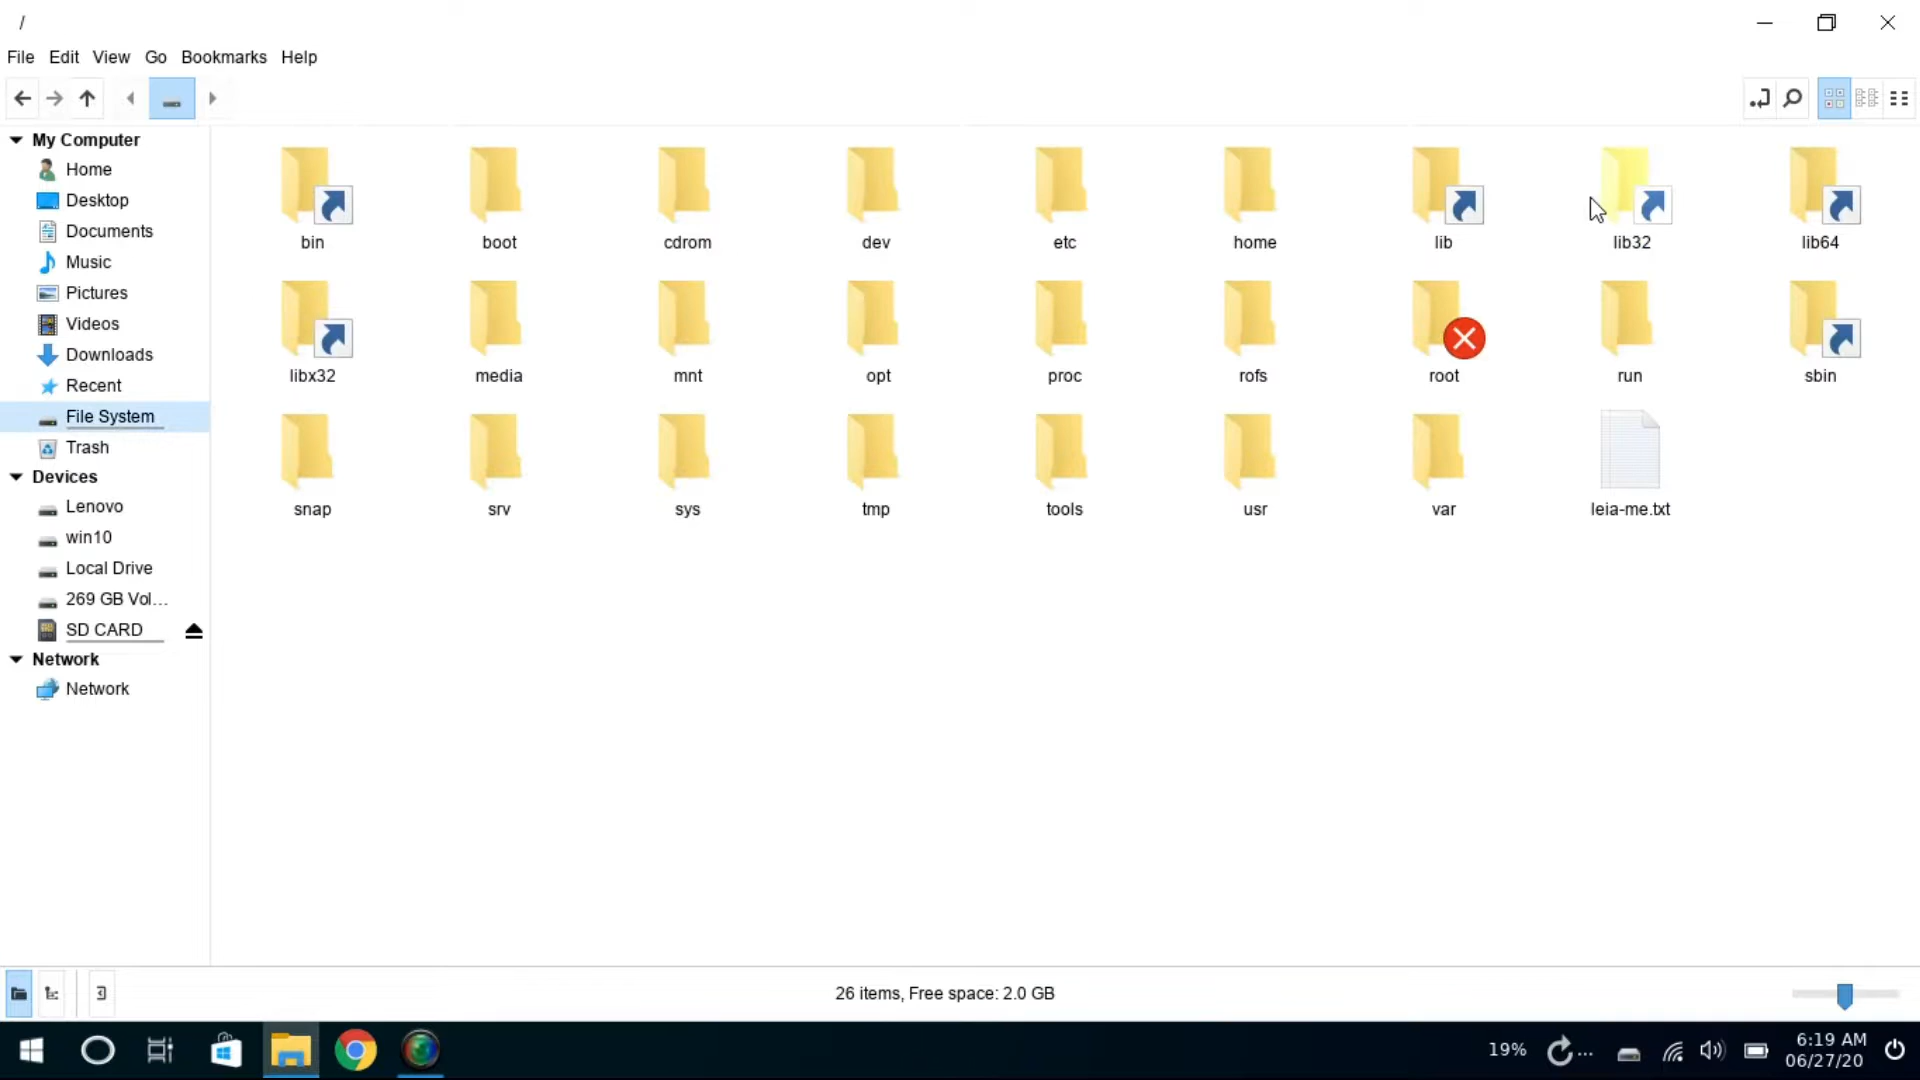 /
File Edit View Go Bookmarks Help
My Computer
Home
Desktop
Documents
Music
Pictures
Videos
Downloads
Recent
File System
Trash
Devices
Lenovo
win10
Local Drive
269 GB Vol...
SD CARD
Network
Network
bin boot cdrom dev etc home lib lib32 lib64
libx32 media mnt opt proc rofs root run sbin
snap srv sys tmp tools usr var leia-me.txt
26 items, Free space: 2.0 GB
19% ... 6:19 AM
06/27/20